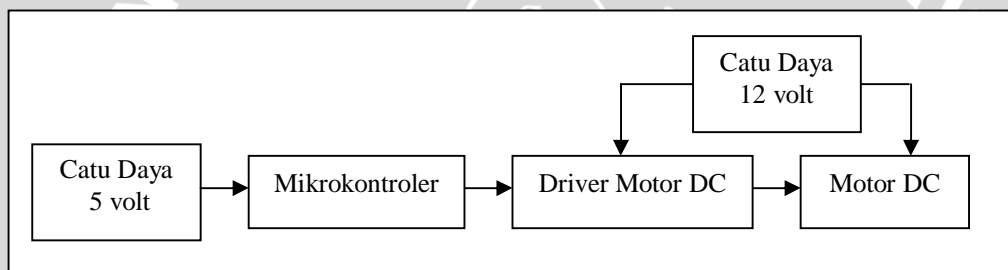 Catu Daya
12 volt
Catu Daya
5 volt
Mikrokontroler
Driver Motor DC
Motor DC